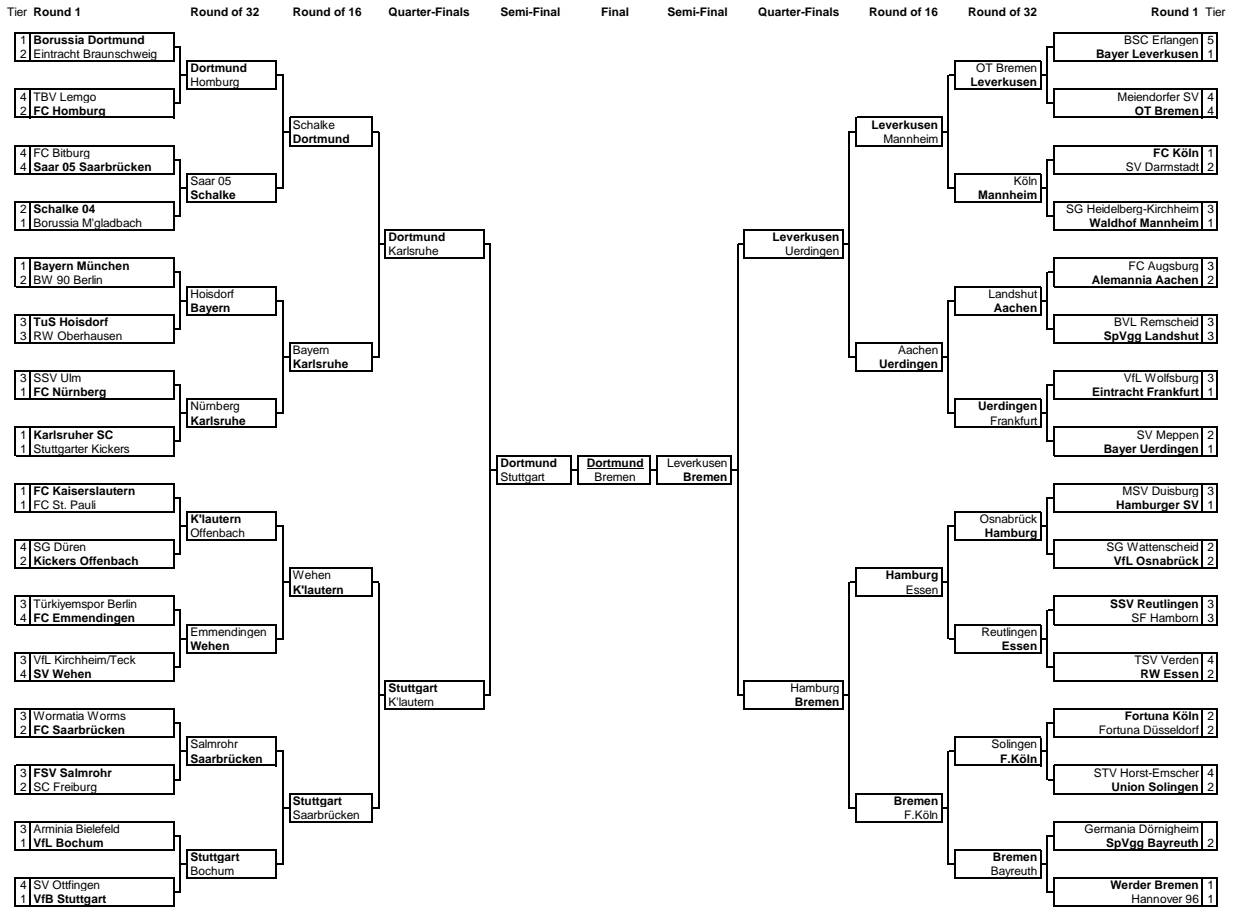 Tier Round 1 Round of 32 Round of 16 Quarter-Finals Semi-Final Final Semi-Final Quarter-Finals Round of 16 Round of 32 Round 1 Tier
1 Borussia Dortmund
2 Eintracht Braunschweig
4 TBV Lemgo
2 FC Homburg
4 FC Bitburg
4 Saar 05 Saarbrücken
2 Schalke 04
1 Borussia M'gladbach
1 Bayern München
2 BW 90 Berlin
3 TuS Hoisdorf
3 RW Oberhausen
3 SSV Ulm
1 FC Nürnberg
1 Karlsruher SC
1 Stuttgarter Kickers
1 FC Kaiserslautern
1 FC St. Pauli
4 SG Düren
2 Kickers Offenbach
3 Türkiyemspor Berlin
4 FC Emmendingen
3 VfL Kirchheim/Teck
4 SV Wehen
3 Wormatia Worms
2 FC Saarbrücken
3 FSV Salmrohr
2 SC Freiburg
3 Arminia Bielefeld
1 VfL Bochum
4 SV Ottfingen
1 VfB Stuttgart
Dortmund
Homburg
Saar 05
Schalke
Hoisdorf
Bayern
Nürnberg
Karlsruhe
K'lautern
Offenbach
Emmendingen
Wehen
Salmrohr
Saarbrücken
Stuttgart
Bochum
Schalke
Dortmund
Bayern
Karlsruhe
Wehen
K'lautern
Stuttgart
Saarbrücken
Dortmund
Karlsruhe
Stuttgart
K'lautern
Dortmund
Stuttgart
Dortmund
Bremen
Leverkusen
Bremen
Leverkusen
Uerdingen
Hamburg
Bremen
Leverkusen
Mannheim
Aachen
Uerdingen
Hamburg
Essen
Bremen
F.Köln
OT Bremen
Leverkusen
Köln
Mannheim
Landshut
Aachen
Uerdingen
Frankfurt
Osnabrück
Hamburg
Reutlingen
Essen
Solingen
F.Köln
Bremen
Bayreuth
BSC Erlangen 5
Bayer Leverkusen 1
Meiendorfer SV 4
OT Bremen 4
FC Köln 1
SV Darmstadt 2
SG Heidelberg-Kirchheim 3
Waldhof Mannheim 1
FC Augsburg 3
Alemannia Aachen 2
BVL Remscheid 3
SpVgg Landshut 3
VfL Wolfsburg 3
Eintracht Frankfurt 1
SV Meppen 2
Bayer Uerdingen 1
MSV Duisburg 3
Hamburger SV 1
SG Wattenscheid 2
VfL Osnabrück 2
SSV Reutlingen 3
SF Hamborn 3
TSV Verden 4
RW Essen 2
Fortuna Köln 2
Fortuna Düsseldorf 2
STV Horst-Emscher 4
Union Solingen 2
Germania Dörnigheim
SpVgg Bayreuth 2
Werder Bremen 1
Hannover 96 1